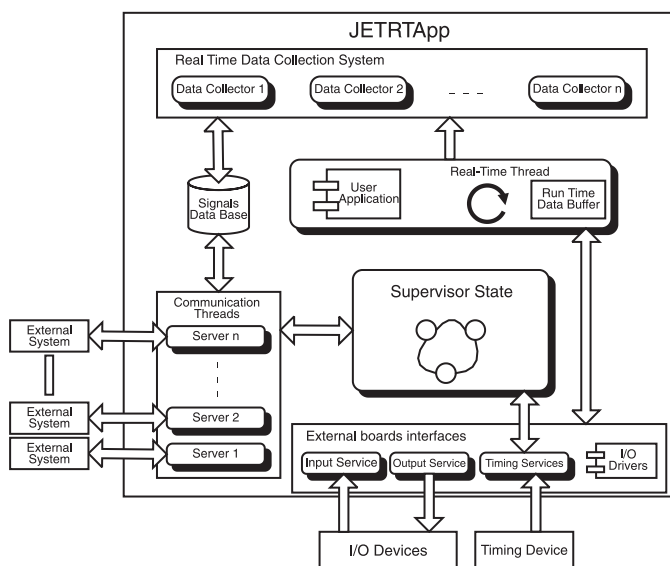 JETRTApp
Real Time Data Collection System
Data Collector 1
Data Collector 2
Data Collector n
Real-Time Thread
User
Application
Run Time
Data Buffer
Signals
Data Base
Communication
Threads
Supervisor State
External
System
Server n
External
System
Server 2
External
System
Server 1
External boards interfaces
Input Service
Output Service
Timing Services
I/O
Drivers
I/O Devices
Timing Device